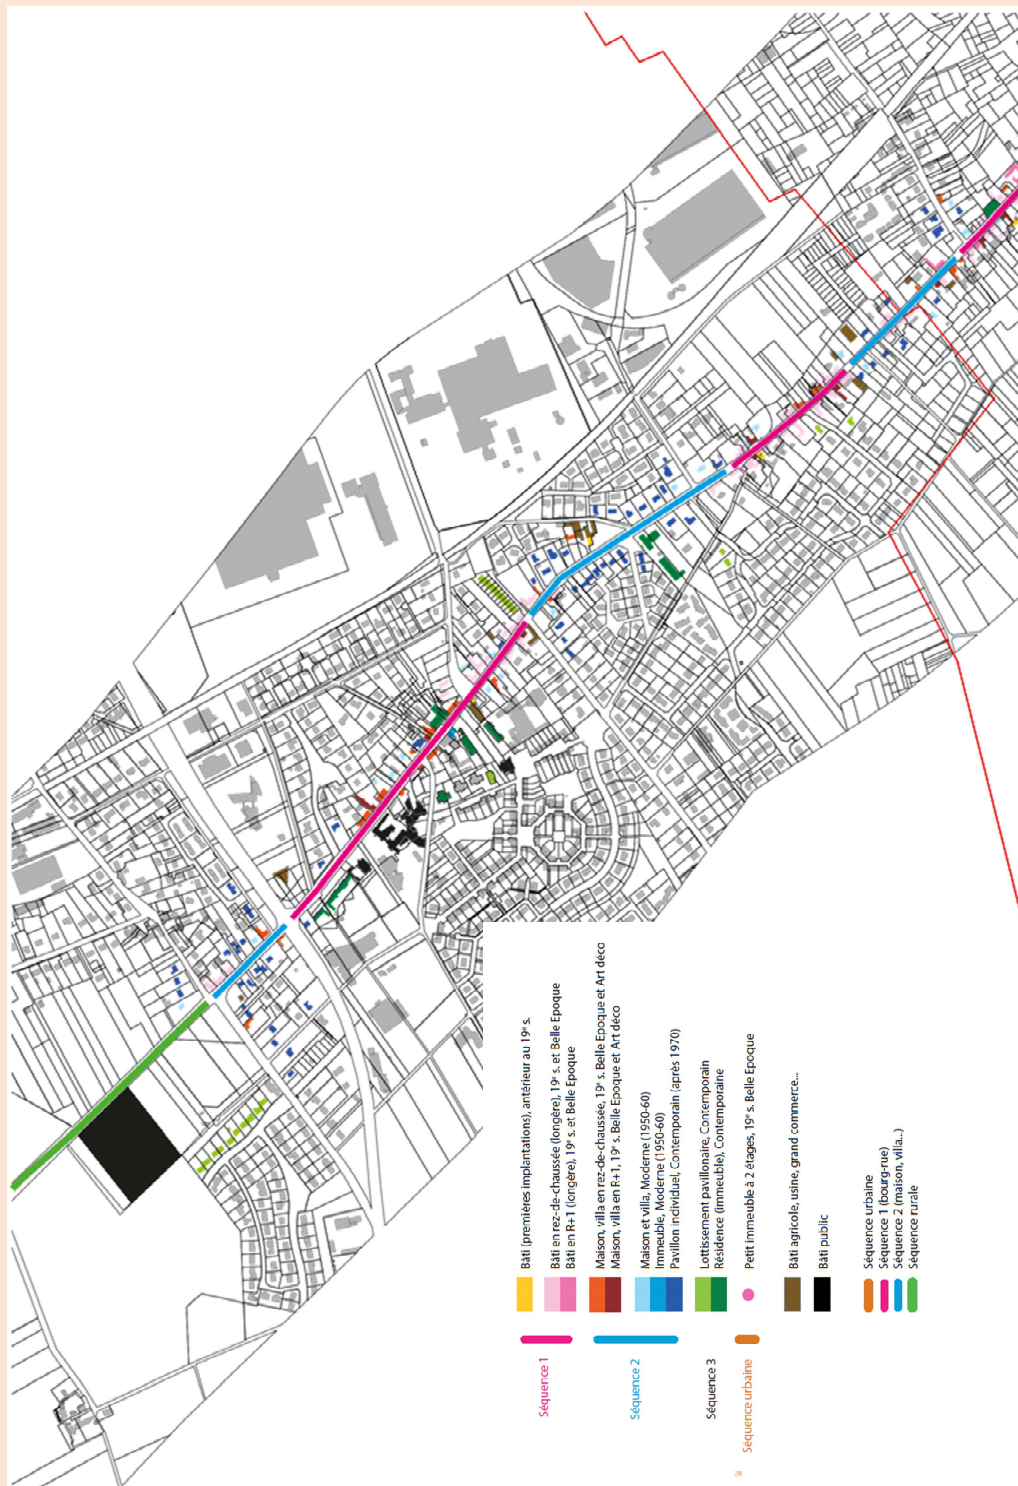 Séquence 1
Bâti (premières implantations), antérieur au 19e s.
Bâti en rez-de-chaussée (longère), 19e s. et Belle Epoque
Bâti en R+1 (longère), 19e s. et Belle Epoque
Séquence 2
Maison, villa en rez-de-chaussée, 19e s. Belle Epoque et Art déco
Maison, villa en R+1, 19e s. Belle Epoque et Art déco
Maison et villa, Moderne (1950-60)
Immeuble, Moderne (1950-60)
Pavillon individuel, Contemporain (après 1970)
Séquence 3
Lottissement pavillonaire, Contemporain
Résidence (immeuble), Contemporaine
Séquence urbaine
Petit immeuble à 2 étages, 19e s. Belle Epoque
Bâti agricole, usine, grand commerce...
Bâti public
Séquence urbaine
Séquence 1 (bourg-rue)
Séquence 2 (maison, villa...)
Séquence rurale